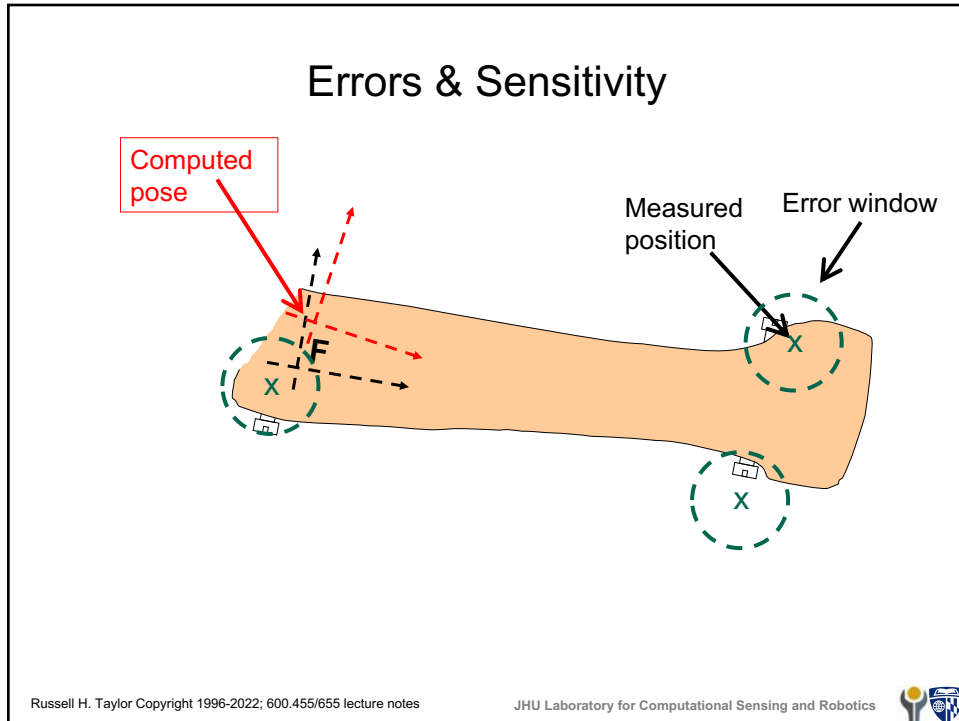 Errors & Sensitivity
Computed
pose
Measured
position
Error window
F
x
x
x
Russell H. Taylor Copyright 1996-2022; 600.455/655 lecture notes
JHU Laboratory for Computational Sensing and Robotics